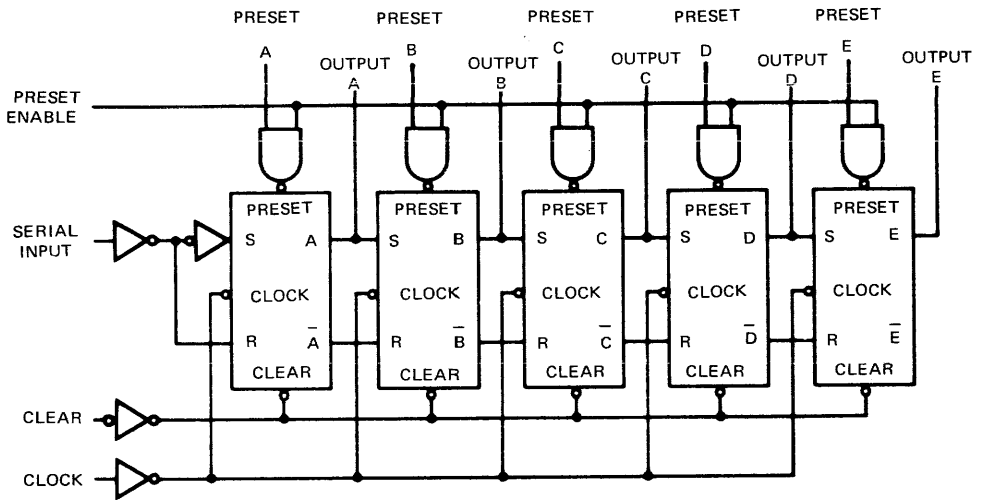 PRESET PRESET PRESET PRESET PRESET
A B C D E
OUTPUT OUTPUT OUTPUT OUTPUT OUTPUT
A B C D E
PRESET
ENABLE
PRESET PRESET PRESET PRESET PRESET
SERIAL
INPUT
S A S B S C S D S E
CLOCK CLOCK CLOCK CLOCK CLOCK
R A̅ R B̅ R C̅ R D̅ R E̅
CLEAR CLEAR CLEAR CLEAR CLEAR
CLEAR
CLOCK